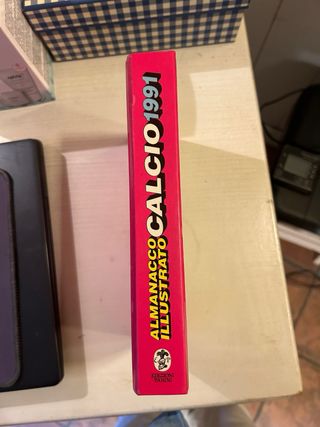 ALMANACCO
ILLUSTRATO
CALCIO 1991
EDIZIONI
PANINI